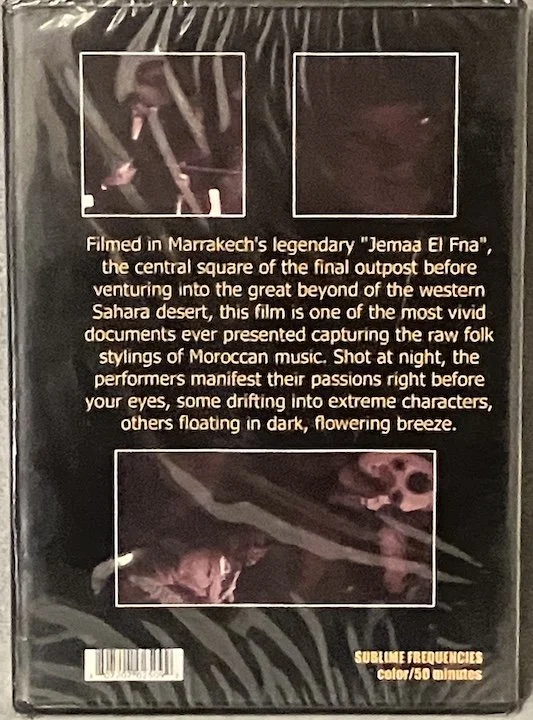 Filmed in Marrakech's legendary "Jemaa El Fna",
the central square of the final outpost before
venturing into the great beyond of the western
Sahara desert, this film is one of the most vivid
documents ever presented capturing the raw folk
stylings of Moroccan music. Shot at night, the
performers manifest their passions right before
your eyes, some drifting into extreme characters,
others floating in dark, flowering breeze.
SUBLIME FREQUENCIES
color/50 minutes